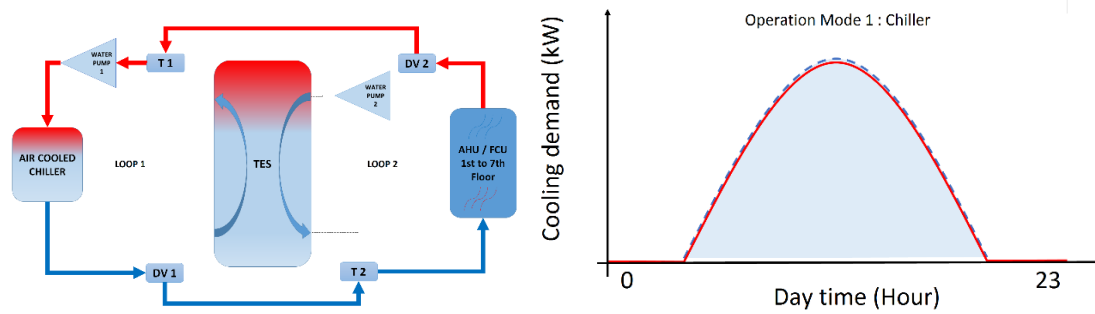 WATER
PUMP
1
T 1
DV 2
WATER
PUMP
2
AIR COOLED
CHILLER
LOOP 1
TES
LOOP 2
AHU / FCU
1st to 7th
Floor
DV 1
T 2
Operation Mode 1 : Chiller
Cooling demand (kW)
0
23
Day time (Hour)